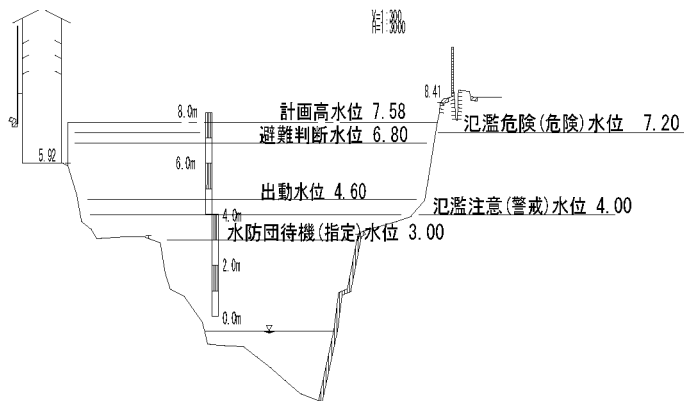 8.41
8.0m
計画高水位 7.58
氾濫危険(危険)水位 7.20
避難判断水位 6.80
5.92
6.0m
出動水位 4.60
氾濫注意(警戒)水位 4.00
4.0m
水防団待機(指定)水位 3.00
2.0m
0.0m